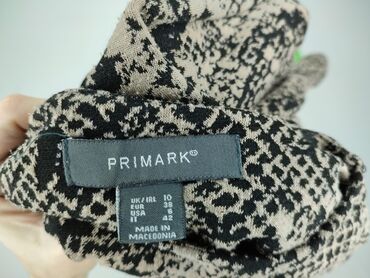 PRIMARK®
UK/IRL 10
EUR 38
USA 6
IT 42
MADE IN
MACEDONIA